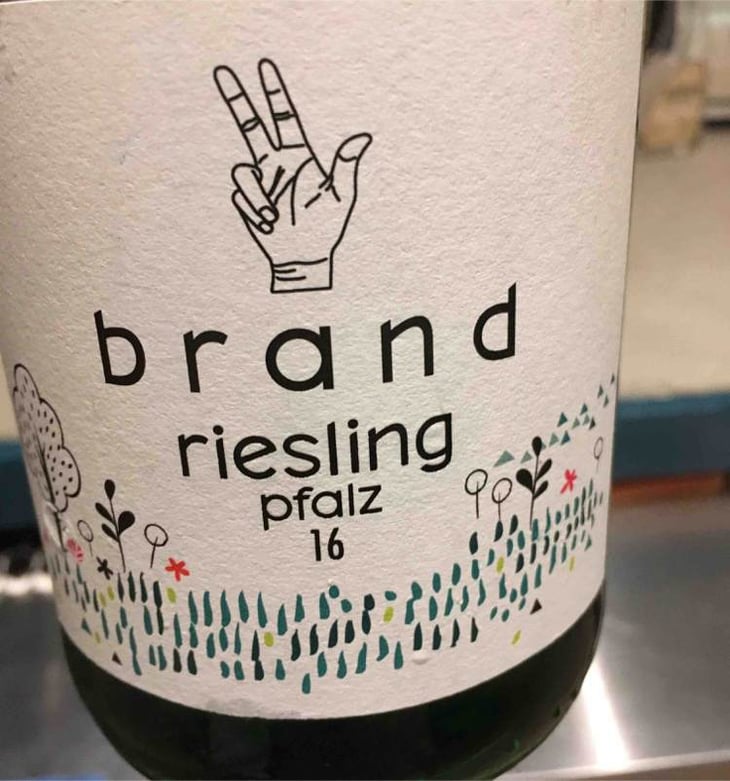 brand
riesling
pfalz
16